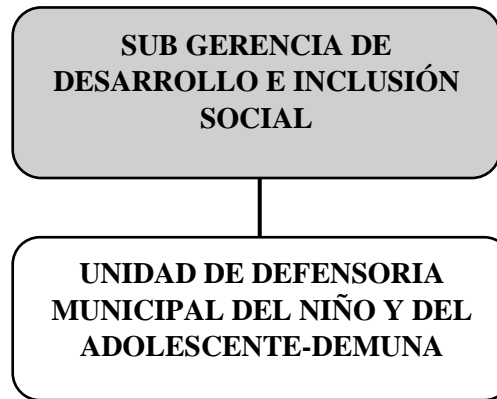 SUB GERENCIA DE
DESARROLLO E INCLUSIÓN
SOCIAL
UNIDAD DE DEFENSORIA
MUNICIPAL DEL NIÑO Y DEL
ADOLESCENTE-DEMUNA